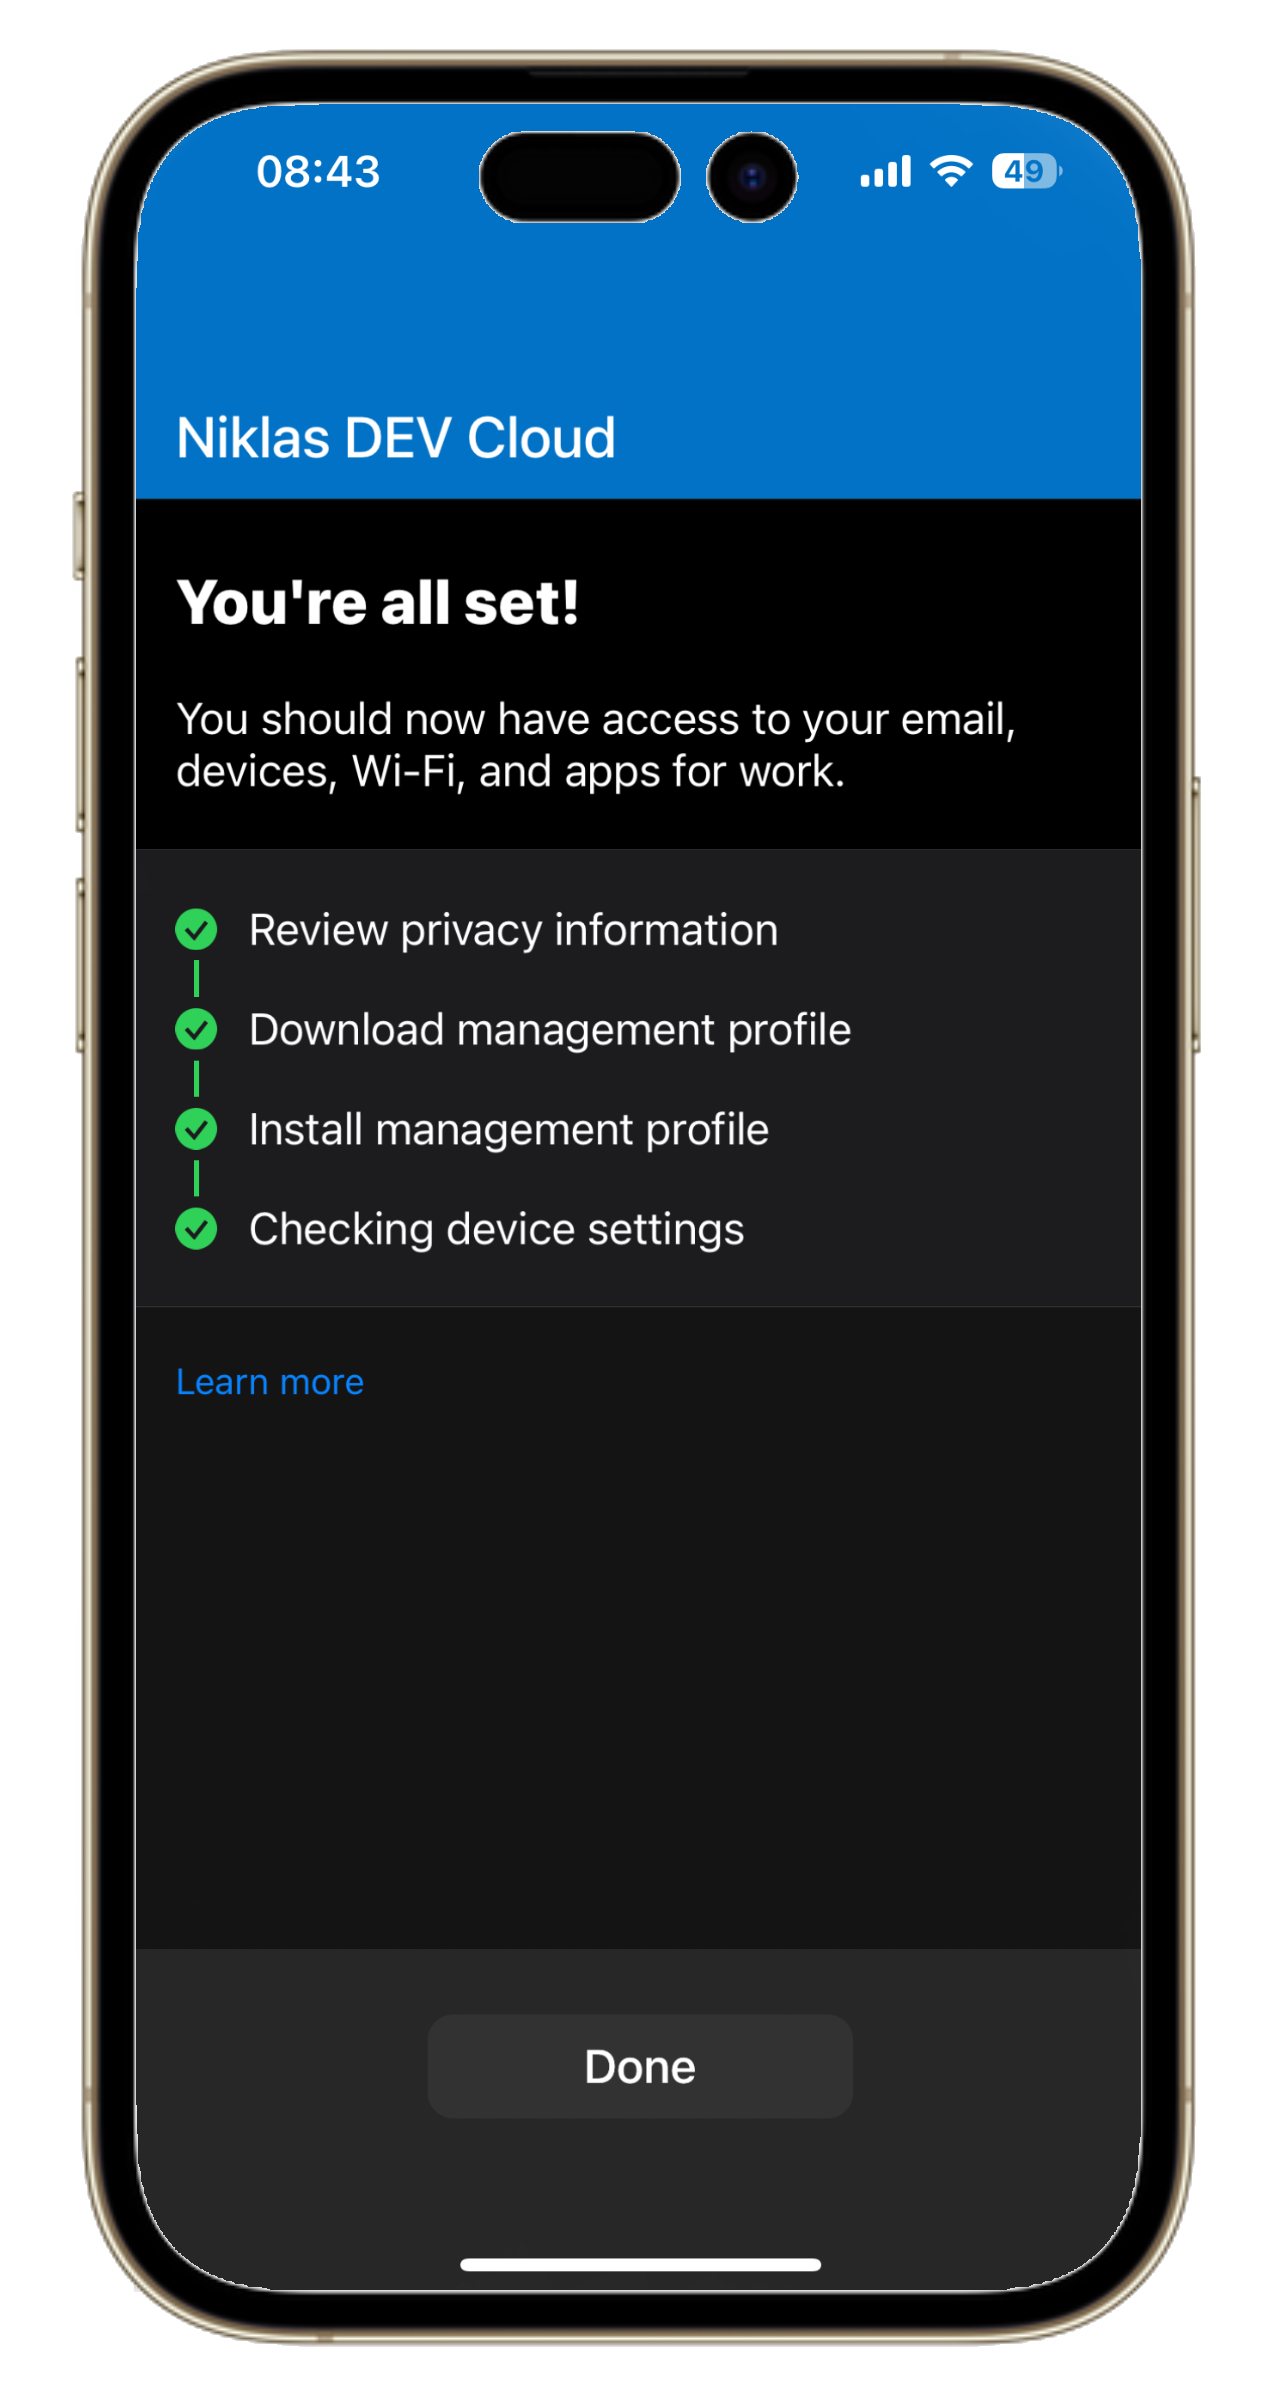 08:43
49
Niklas DEV Cloud
You're all set!
You should now have access to your email,
devices, Wi-Fi, and apps for work.
Review privacy information
Download management profile
Install management profile
Checking device settings
Learn more
Done